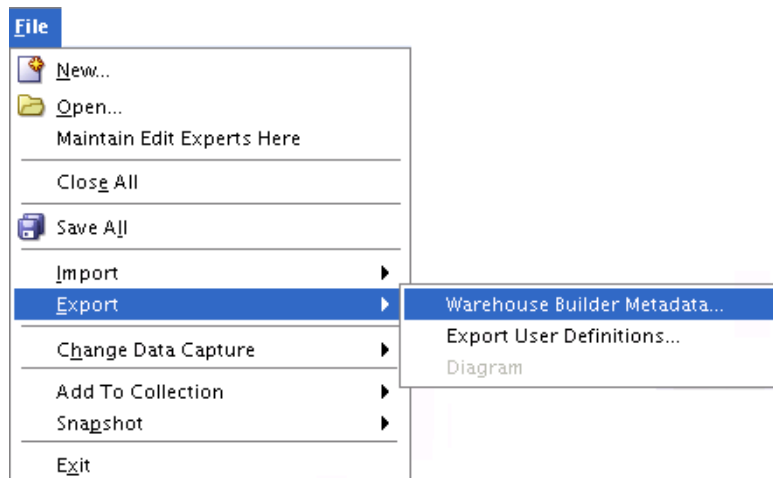 File
New...
Open...
Maintain Edit Experts Here
Close All
Save All
Import
Export
Warehouse Builder Metadata...
Export User Definitions...
Diagram
Change Data Capture
Add To Collection
Snapshot
Exit